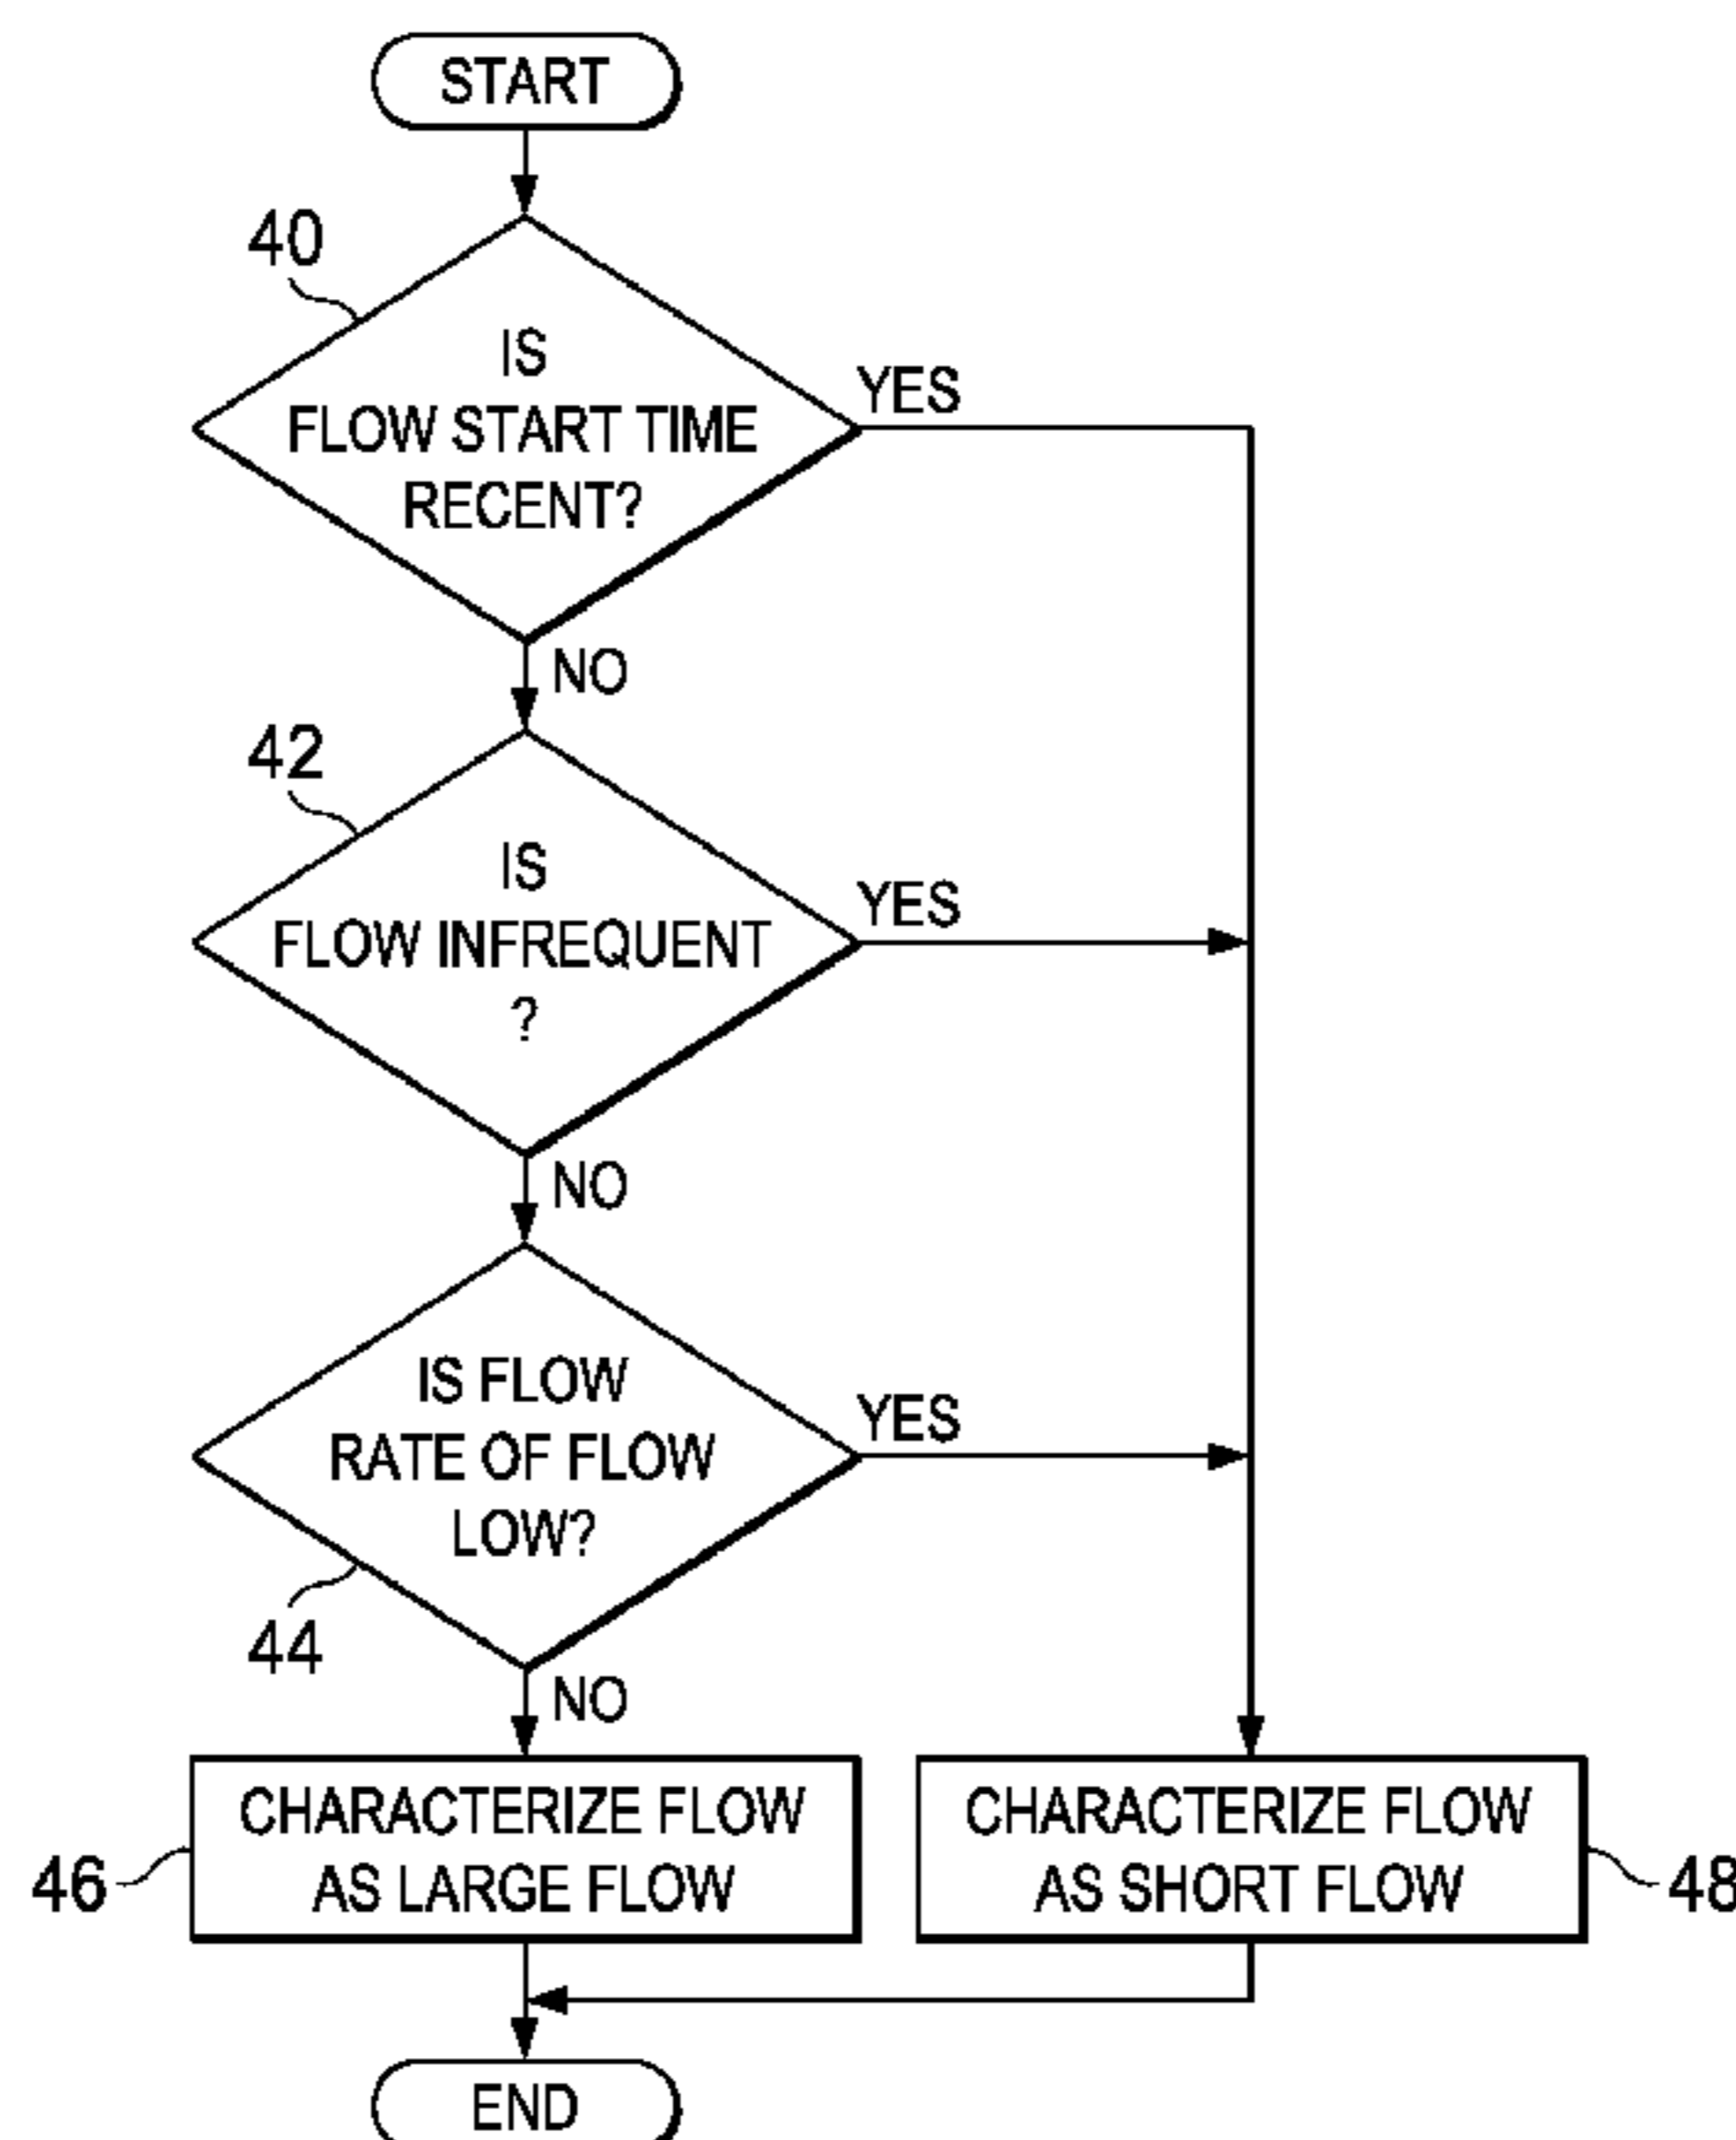 START
40
IS
FLOW START TIME
RECENT?
YES
NO
42
IS
FLOW INFREQUENT
?
YES
NO
IS FLOW
RATE OF FLOW
LOW?
YES
44
NO
CHARACTERIZE FLOW
AS LARGE FLOW
46
CHARACTERIZE FLOW
AS SHORT FLOW
48
END